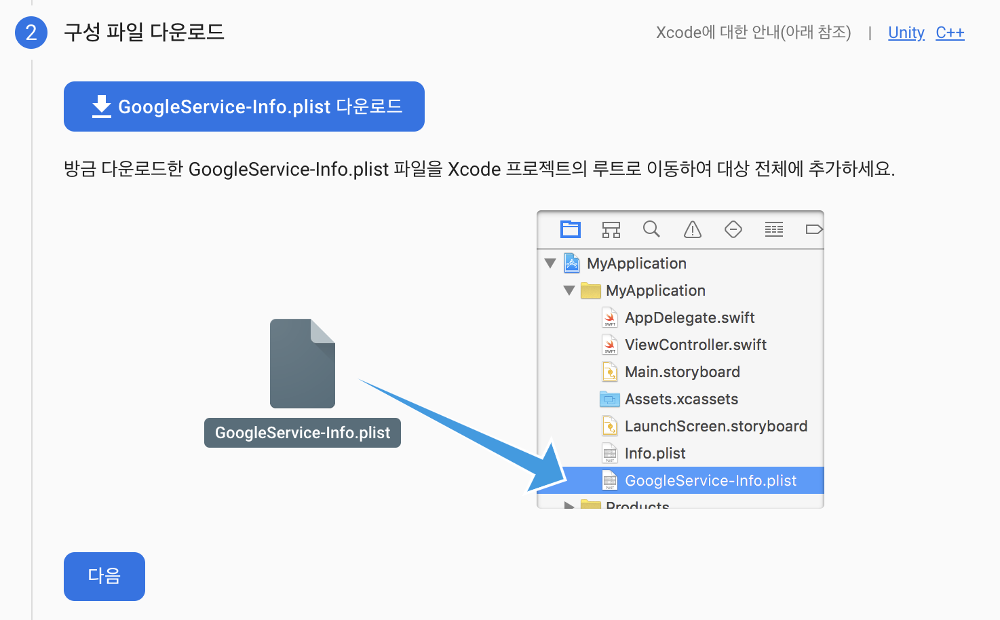 2 구성 파일 다운로드
Xcode에 대한 안내(아래 참조) | Unity C++
GoogleService-Info.plist 다운로드
방금 다운로드한 GoogleService-Info.plist 파일을 Xcode 프로젝트의 루트로 이동하여 대상 전체에 추가하세요.
GoogleService-Info.plist
MyApplication
MyApplication
SWIFT AppDelegate.swift
SWIFT ViewController.swift
Main.storyboard
Assets.xcassets
LaunchScreen.storyboard
PLIST Info.plist
PLIST GoogleService-Info.plist
Products
다음